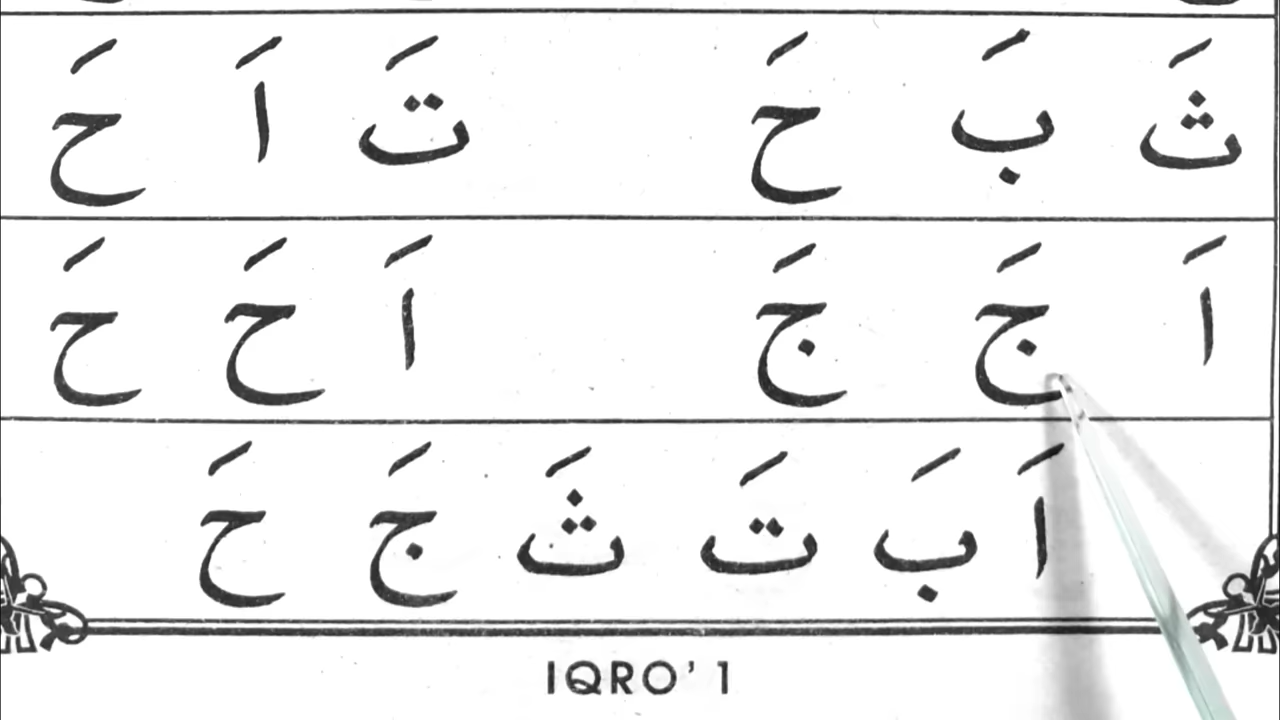 ثَ بَ حَ تَ اَ حَ
اَ جَ جَ اَ حَ حَ
اَ بَ تَ ثَ جَ حَ
IQRO' 1